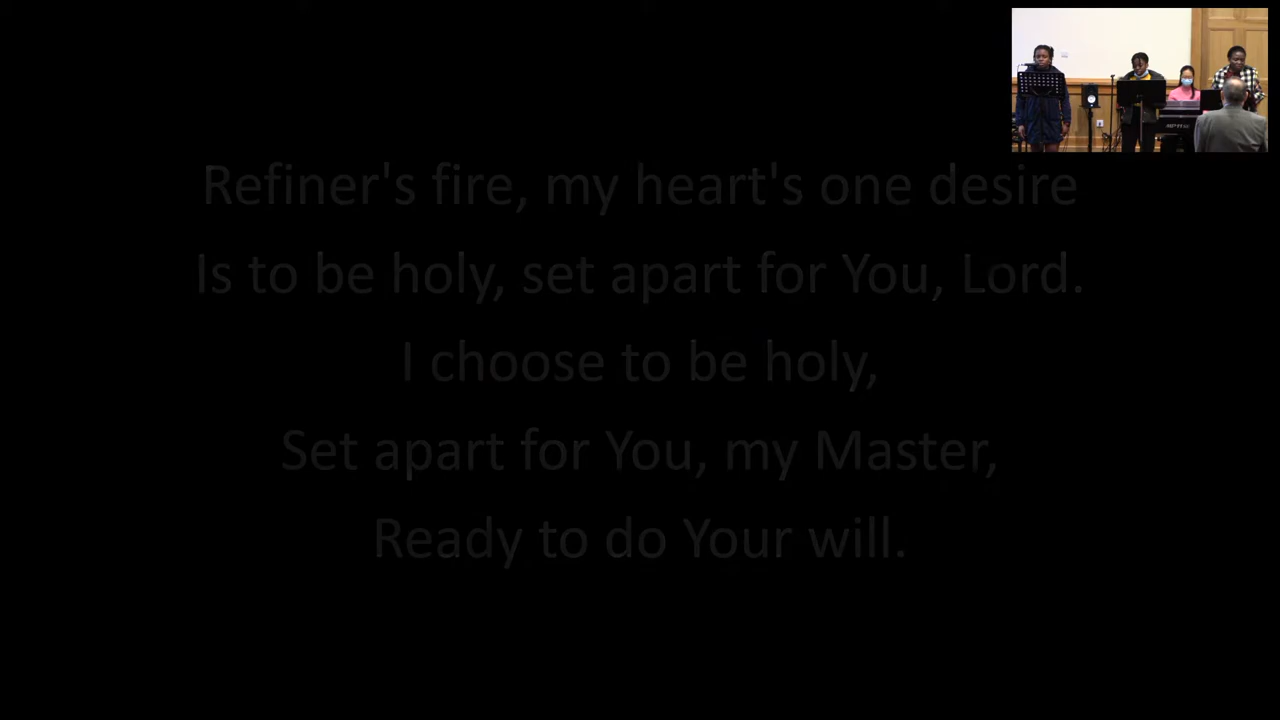 Refiner's fire, my heart's one desire
Is to be holy, set apart for You, Lord.
I choose to be holy,
Set apart for You, my Master,
Ready to do Your will.